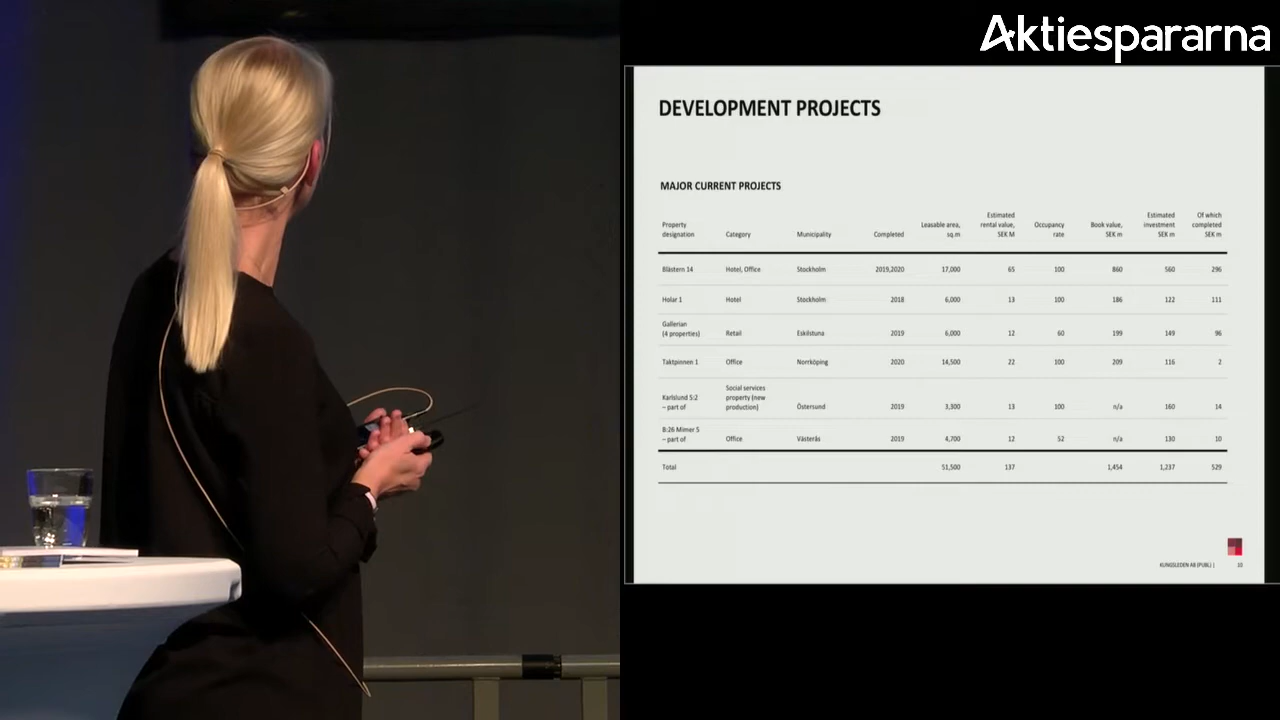 Aktiespararna
DEVELOPMENT PROJECTS
MAJOR CURRENT PROJECTS
Property designation Category Municipality Completed Leasable area, sq.m Estimated rental value, SEK M Occupancy rate Book value, SEK m Estimated investment SEK m Of which completed SEK m
Blästern 14 Hotel, Office Stockholm 2019,2020 17,000 65 100 860 560 296
Holar 1 Hotel Stockholm 2018 6,000 13 100 186 122 111
Gallerian (4 properties) Retail Eskilstuna 2019 6,000 12 60 199 149 96
Taktpinnen 1 Office Norrköping 2020 14,500 22 100 209 116 2
Karlslund 5:2 – part of Social services property (new production) Östersund 2019 3,300 13 100 n/a 160 14
B:26 Mimer 5 – part of Office Västerås 2019 4,700 12 52 n/a 130 10
Total 51,500 137 1,454 1,237 529
KUNGSLEDEN AB (PUBL) | 10